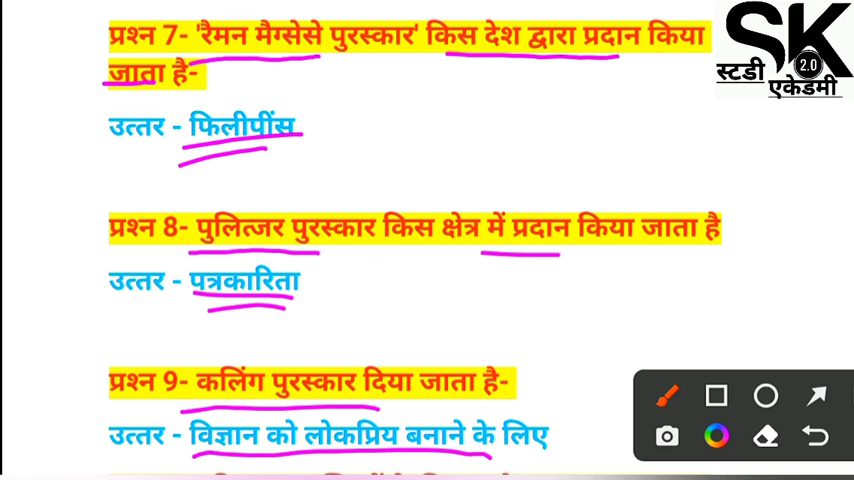 प्रश्न 7- 'रैमन मैग्सेसे पुरस्कार' किस देश द्वारा प्रदान किया
जाता है-
उत्तर - फिलीपींस
प्रश्न 8- पुलित्जर पुरस्कार किस क्षेत्र में प्रदान किया जाता है
उत्तर - पत्रकारिता
प्रश्न 9- कलिंग पुरस्कार दिया जाता है-
उत्तर - विज्ञान को लोकप्रिय बनाने के लिए
SK
2.0
स्टडी
एकेडमी